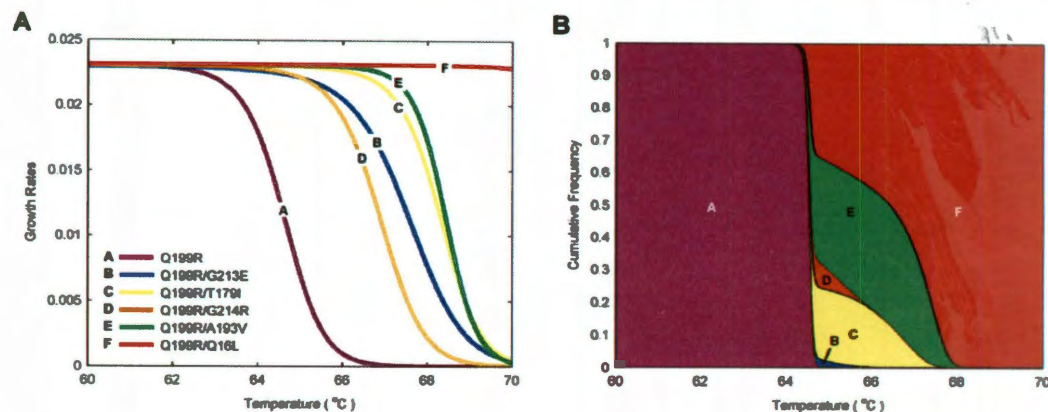 A
0.025
0.02
0.015
0.01
0.005
0
Growth Rates
60
62
64
66
68
70
Temperature ( °C)
A
B
C
D
E
F
A Q199R
B Q199R/G213E
C Q199R/T179I
D Q199R/G214R
E Q199R/A193V
F Q199R/Q16L
B
1
0.9
0.8
0.7
0.6
0.5
0.4
0.3
0.2
0.1
0
Cumulative Frequency
60
62
64
66
68
70
Temperature ( °C)
A
B
C
D
E
F